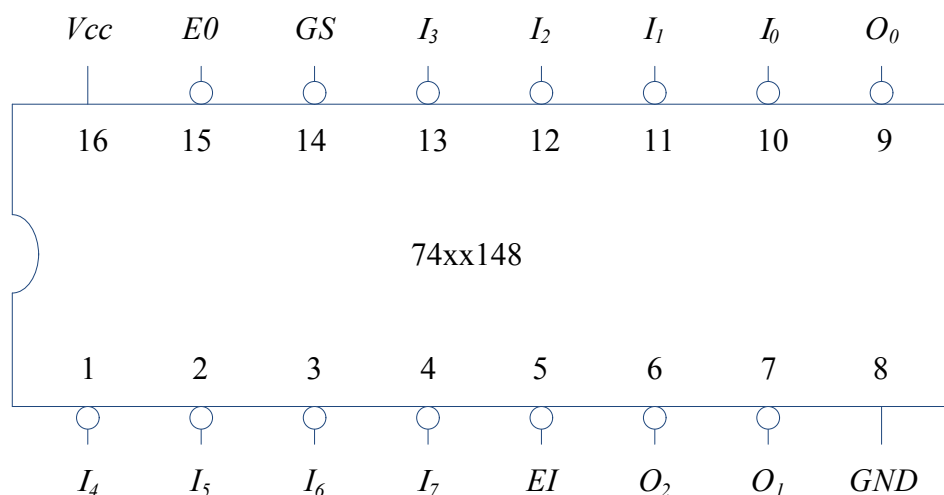 Vcc E0 GS I₃ I₂ I₁ I₀ O₀
16 15 14 13 12 11 10 9
74xx148
1 2 3 4 5 6 7 8
I₄ I₅ I₆ I₇ EI O₂ O₁ GND